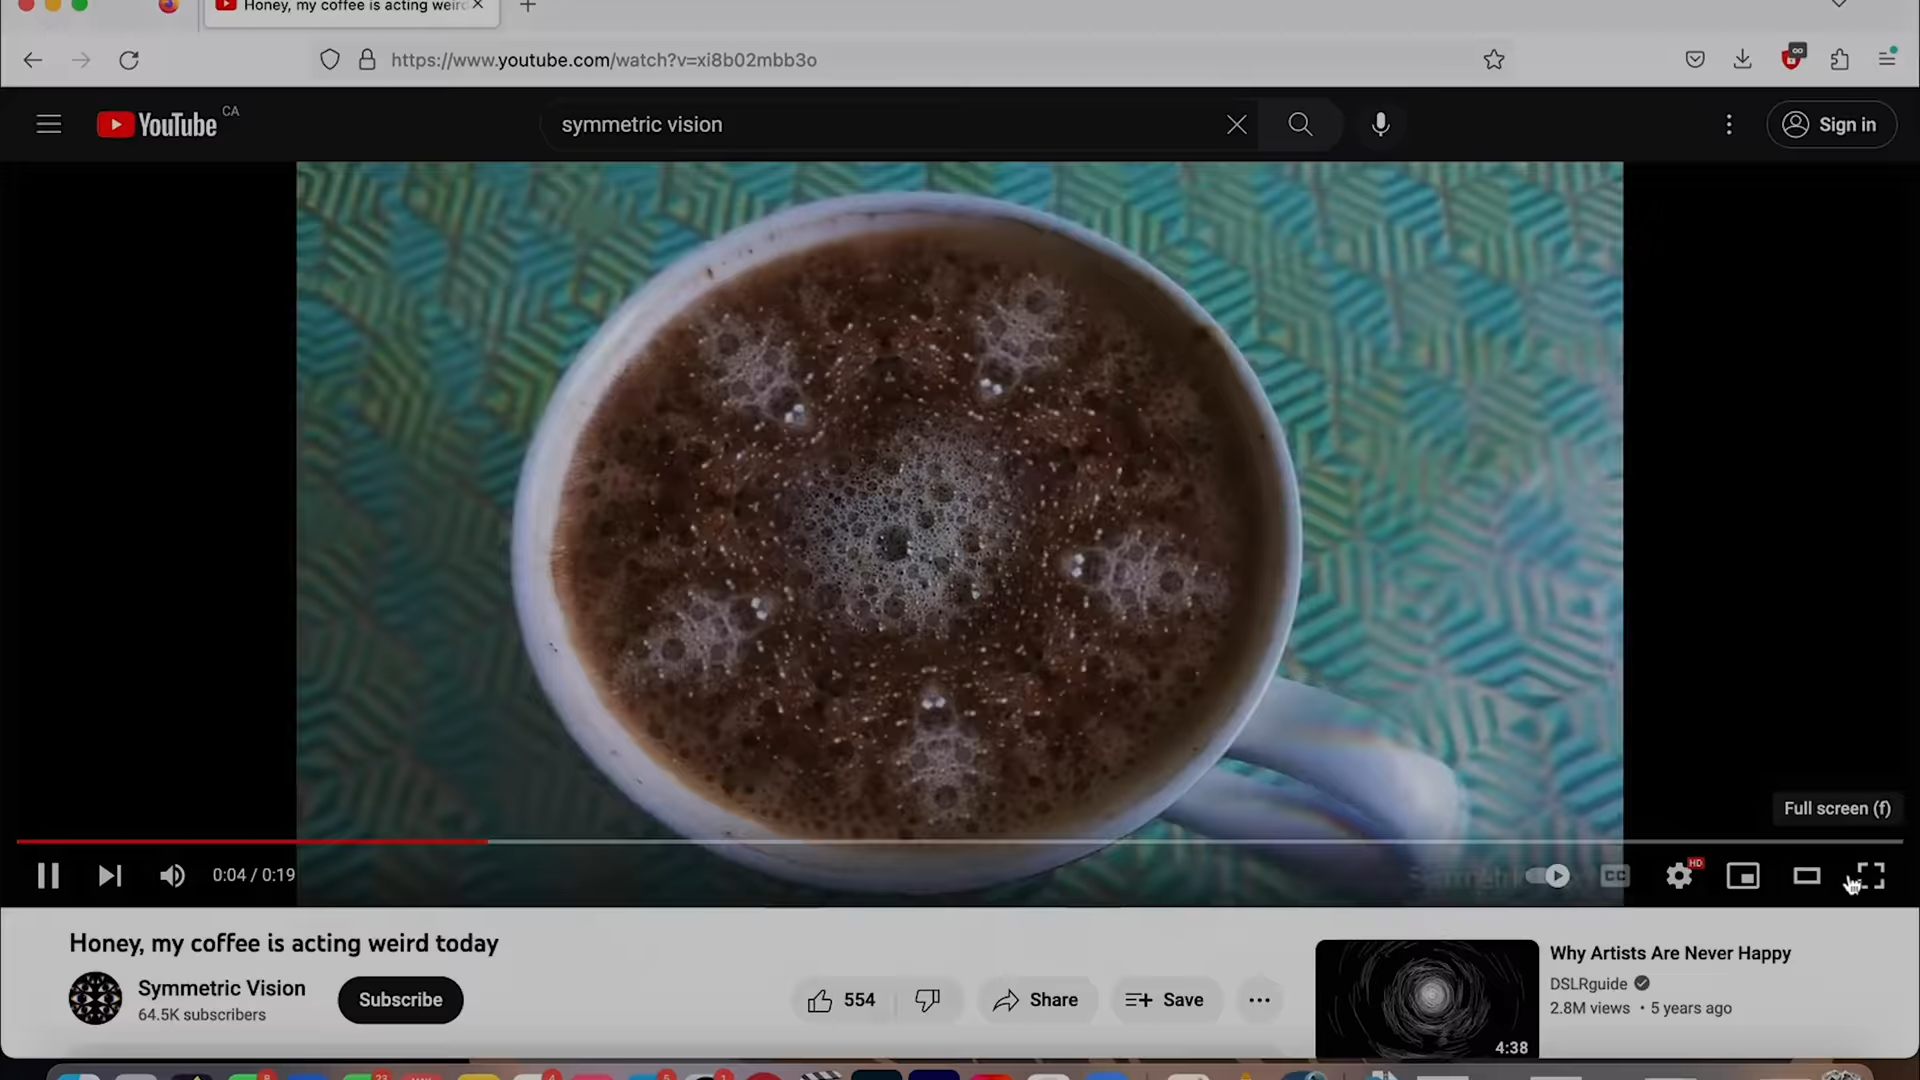 Honey, my coffee is acting weird
https://www.youtube.com/watch?v=xi8b02mbb3o
YouTube CA
symmetric vision
Sign in
Full screen (f)
0:04 / 0:19
CC
HD
Honey, my coffee is acting weird today
Symmetric Vision
64.5K subscribers
Subscribe
554
Share
Save
Why Artists Are Never Happy
DSLRguide
2.8M views • 5 years ago
4:38